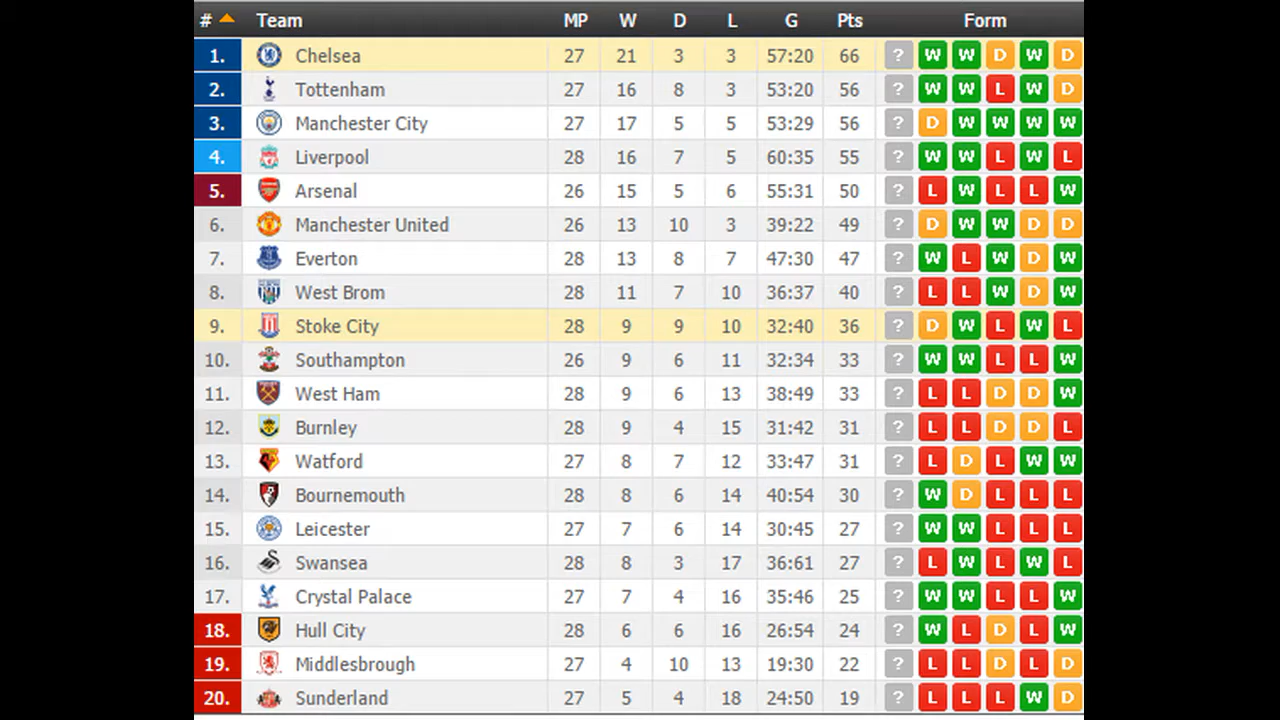 # Team MP W D L G Pts Form
1. Chelsea 27 21 3 3 57:20 66 ? W W D W D
2. Tottenham 27 16 8 3 53:20 56 ? W W L W D
3. Manchester City 27 17 5 5 53:29 56 ? D W W W W
4. Liverpool 28 16 7 5 60:35 55 ? W W L W L
5. Arsenal 26 15 5 6 55:31 50 ? L W L L W
6. Manchester United 26 13 10 3 39:22 49 ? D W W D D
7. Everton 28 13 8 7 47:30 47 ? W L W D W
8. West Brom 28 11 7 10 36:37 40 ? L L W D W
9. Stoke City 28 9 9 10 32:40 36 ? D W L W L
10. Southampton 26 9 6 11 32:34 33 ? W W L L W
11. West Ham 28 9 6 13 38:49 33 ? L L D D W
12. Burnley 28 9 4 15 31:42 31 ? L L D D L
13. Watford 27 8 7 12 33:47 31 ? L D L W W
14. Bournemouth 28 8 6 14 40:54 30 ? W D L L L
15. Leicester 27 7 6 14 30:45 27 ? W W L L L
16. Swansea 28 8 3 17 36:61 27 ? L W L W L
17. Crystal Palace 27 7 4 16 35:46 25 ? W W L L W
18. Hull City 28 6 6 16 26:54 24 ? W L D L W
19. Middlesbrough 27 4 10 13 19:30 22 ? L L D L D
20. Sunderland 27 5 4 18 24:50 19 ? L L L W D